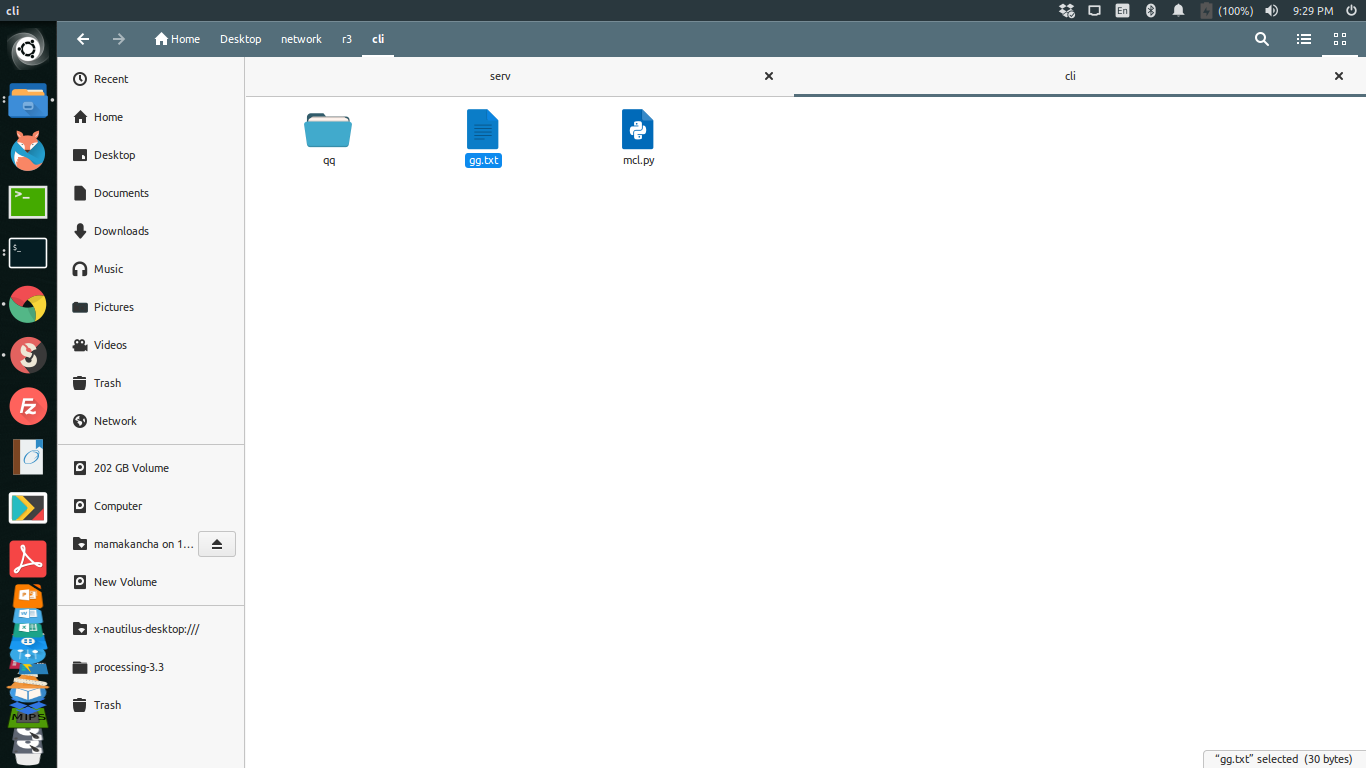 cli
En
(100%)
9:29 PM
Home Desktop network r3 cli
serv
cli
Recent
Home
Desktop
Documents
Downloads
Music
Pictures
Videos
Trash
Network
202 GB Volume
Computer
mamakancha on 1...
New Volume
x-nautilus-desktop:///
processing-3.3
Trash
qq
gg.txt
mcl.py
>_
$_
S
Fz
MIPS
“gg.txt” selected (30 bytes)